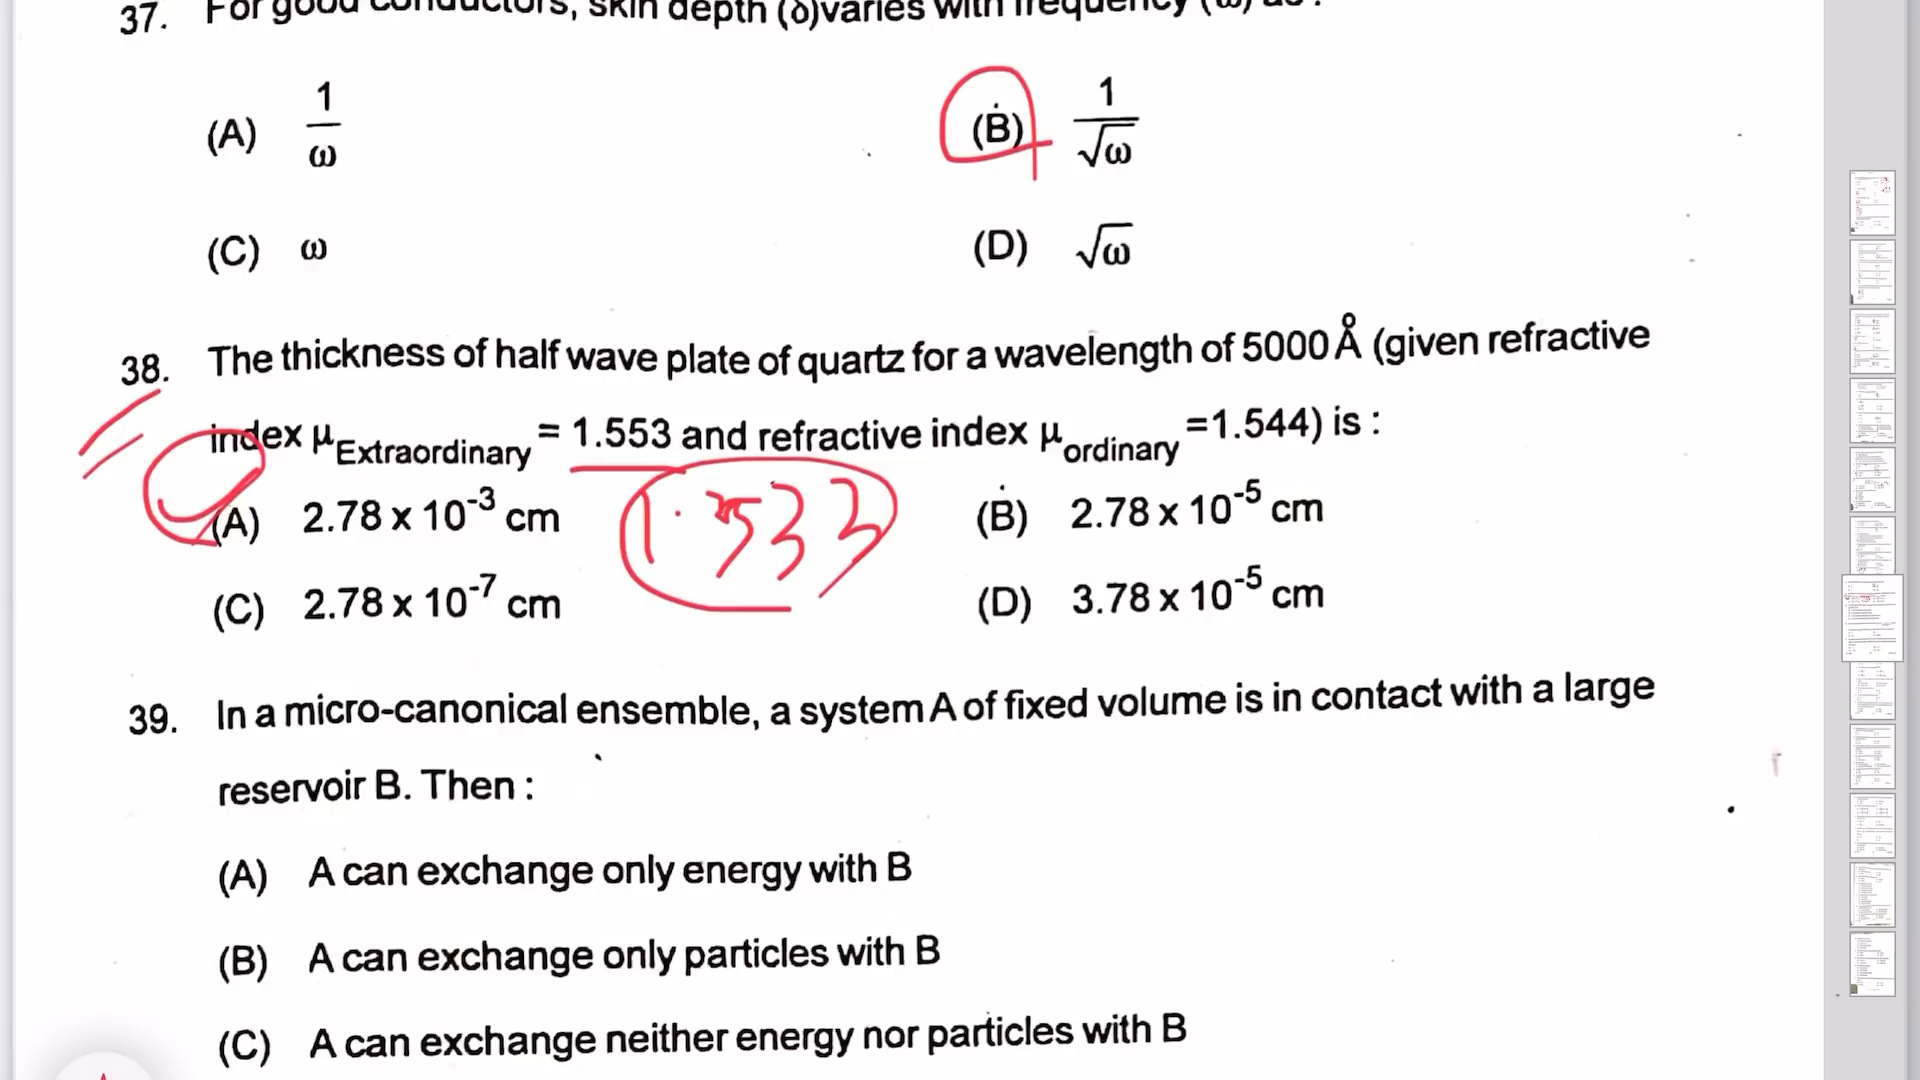 37. For good conductors, skin depth (δ)varies with frequency (ω) as :
(A) 1/ω
(B) 1/√ω
(C) ω
(D) √ω
38. The thickness of half wave plate of quartz for a wavelength of 5000 Å (given refractive
index μExtraordinary = 1.553 and refractive index μordinary =1.544) is :
(A) 2.78 x 10⁻³ cm
(B) 2.78 x 10⁻⁵ cm
1.533
(C) 2.78 x 10⁻⁷ cm
(D) 3.78 x 10⁻⁵ cm
39. In a micro-canonical ensemble, a system A of fixed volume is in contact with a large
reservoir B. Then :
(A) A can exchange only energy with B
(B) A can exchange only particles with B
(C) A can exchange neither energy nor particles with B